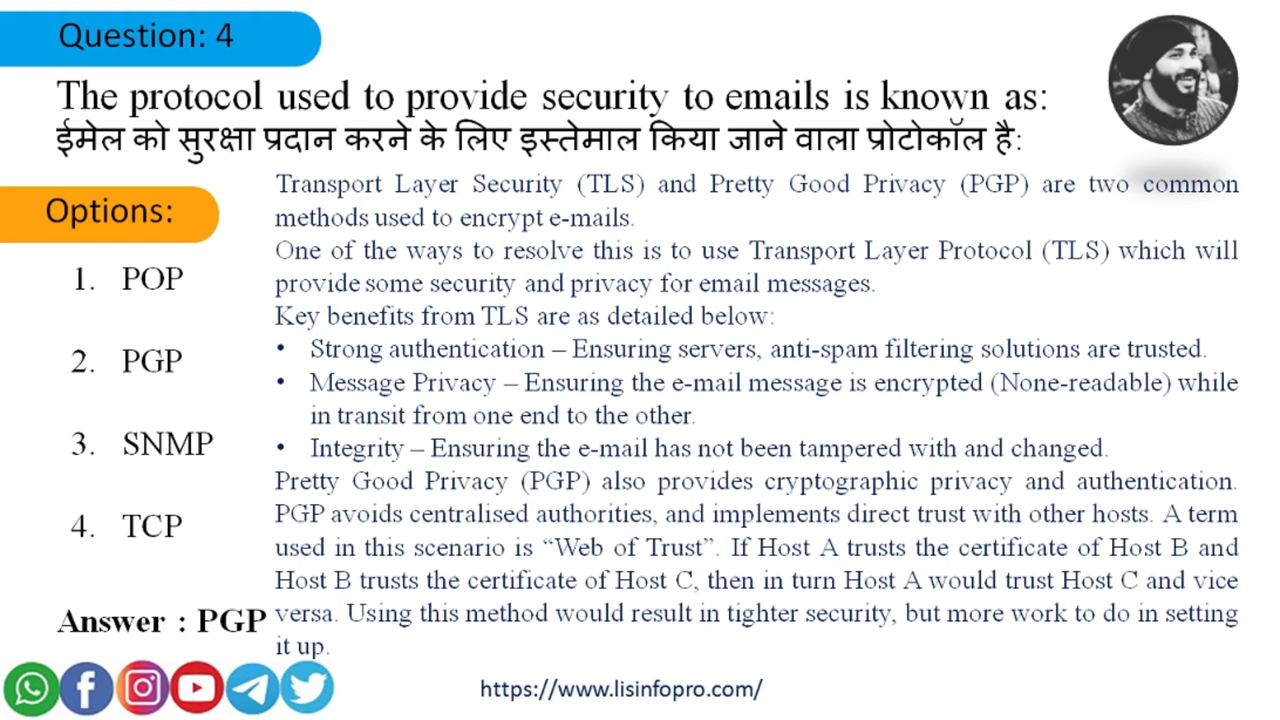 Question: 4
The protocol used to provide security to emails is known as:
ईमेल को सुरक्षा प्रदान करने के लिए इस्तेमाल किया जाने वाला प्रोटोकॉल है:
Options:
1. POP
2. PGP
3. SNMP
4. TCP
Answer : PGP
Transport Layer Security (TLS) and Pretty Good Privacy (PGP) are two common
methods used to encrypt e-mails.
One of the ways to resolve this is to use Transport Layer Protocol (TLS) which will
provide some security and privacy for email messages.
Key benefits from TLS are as detailed below:
• Strong authentication – Ensuring servers, anti-spam filtering solutions are trusted.
• Message Privacy – Ensuring the e-mail message is encrypted (None-readable) while
in transit from one end to the other.
• Integrity – Ensuring the e-mail has not been tampered with and changed.
Pretty Good Privacy (PGP) also provides cryptographic privacy and authentication.
PGP avoids centralised authorities, and implements direct trust with other hosts. A term
used in this scenario is “Web of Trust”. If Host A trusts the certificate of Host B and
Host B trusts the certificate of Host C, then in turn Host A would trust Host C and vice
versa. Using this method would result in tighter security, but more work to do in setting
it up.
https://www.lisinfopro.com/